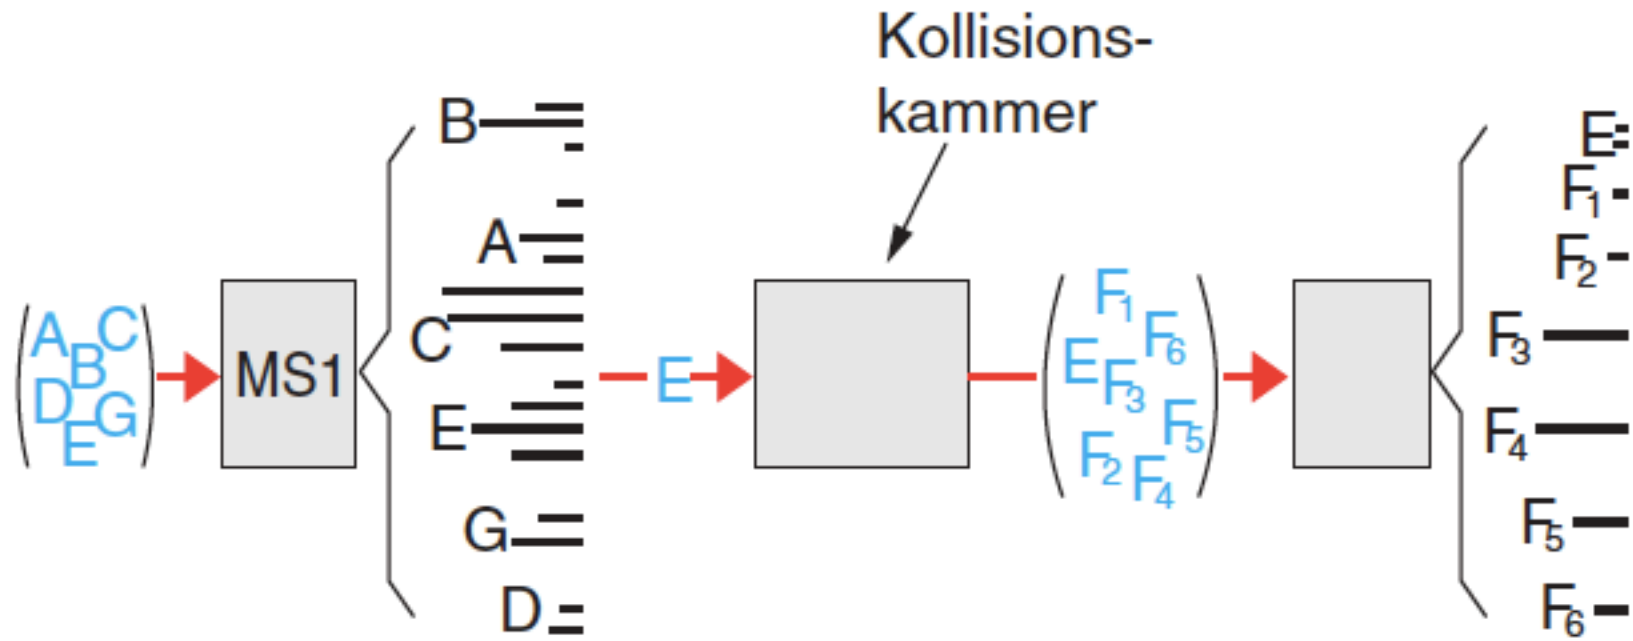 Kollisions-
kammer
A C
B
D G
E
MS1
B
A
C
E
G
D
E
F1
F6
E
F3
F5
F2
F4
E
F1
F2
F3
F4
F5
F6